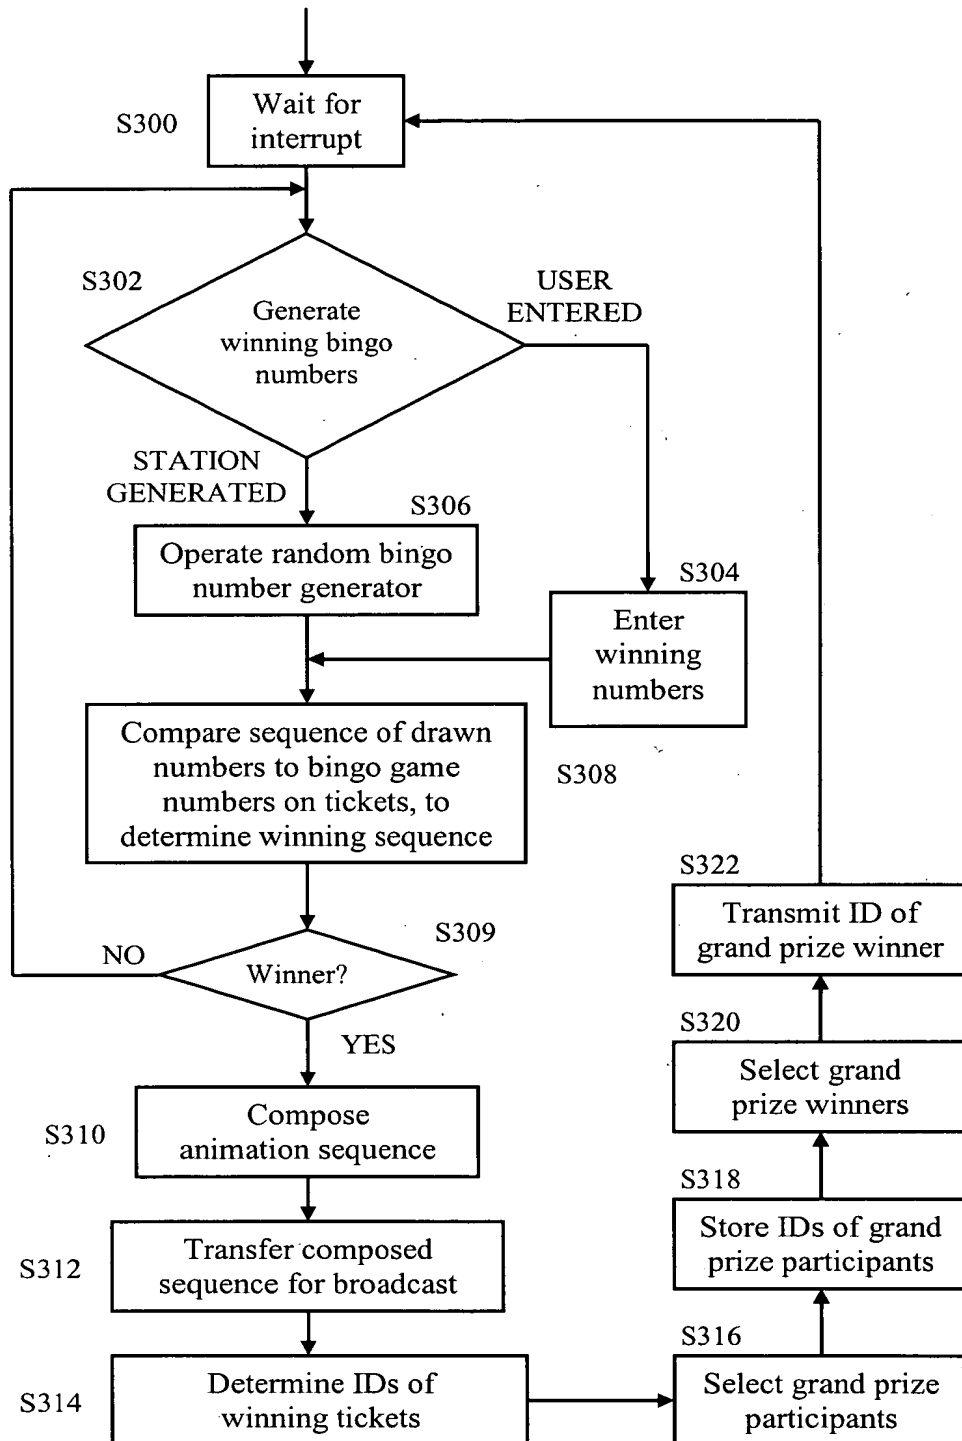 Wait for
interrupt
S300
S302
Generate
winning bingo
numbers
USER
ENTERED
STATION
GENERATED
S306
Operate random bingo
number generator
S304
Enter
winning
numbers
Compare sequence of drawn
numbers to bingo game
numbers on tickets, to
determine winning sequence
S308
S309
Winner?
NO
YES
S310
Compose
animation sequence
S312
Transfer composed
sequence for broadcast
S314
Determine IDs of
winning tickets
S316
Select grand prize
participants
S318
Store IDs of grand
prize participants
S320
Select grand
prize winners
S322
Transmit ID of
grand prize winner